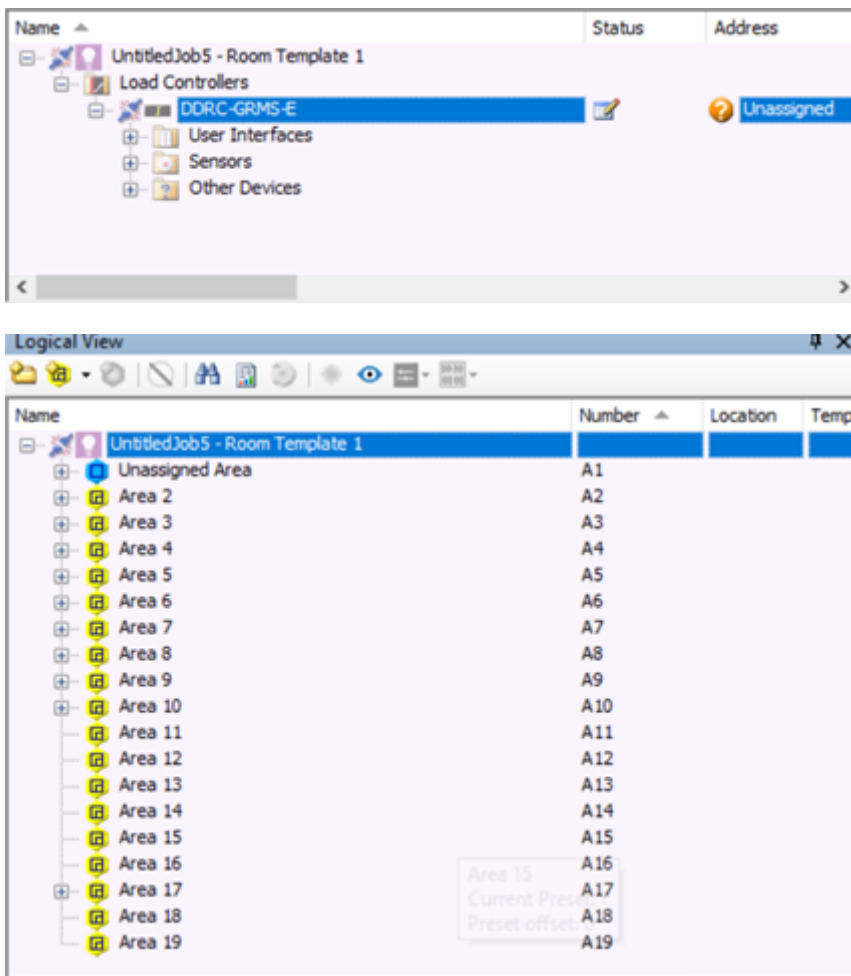 Name Status Address
UntitledJob5 - Room Template 1
Load Controllers
DDRC-GRMS-E Unassigned
User Interfaces
Sensors
Other Devices
Logical View
Name Number Location Temp
UntitledJob5 - Room Template 1
Unassigned Area A1
Area 2 A2
Area 3 A3
Area 4 A4
Area 5 A5
Area 6 A6
Area 7 A7
Area 8 A8
Area 9 A9
Area 10 A10
Area 11 A11
Area 12 A12
Area 13 A13
Area 14 A14
Area 15 A15
Area 16 A16
Area 15
Area 17 A17
Current Preset:
Area 18 A18
Preset offset:
Area 19 A19